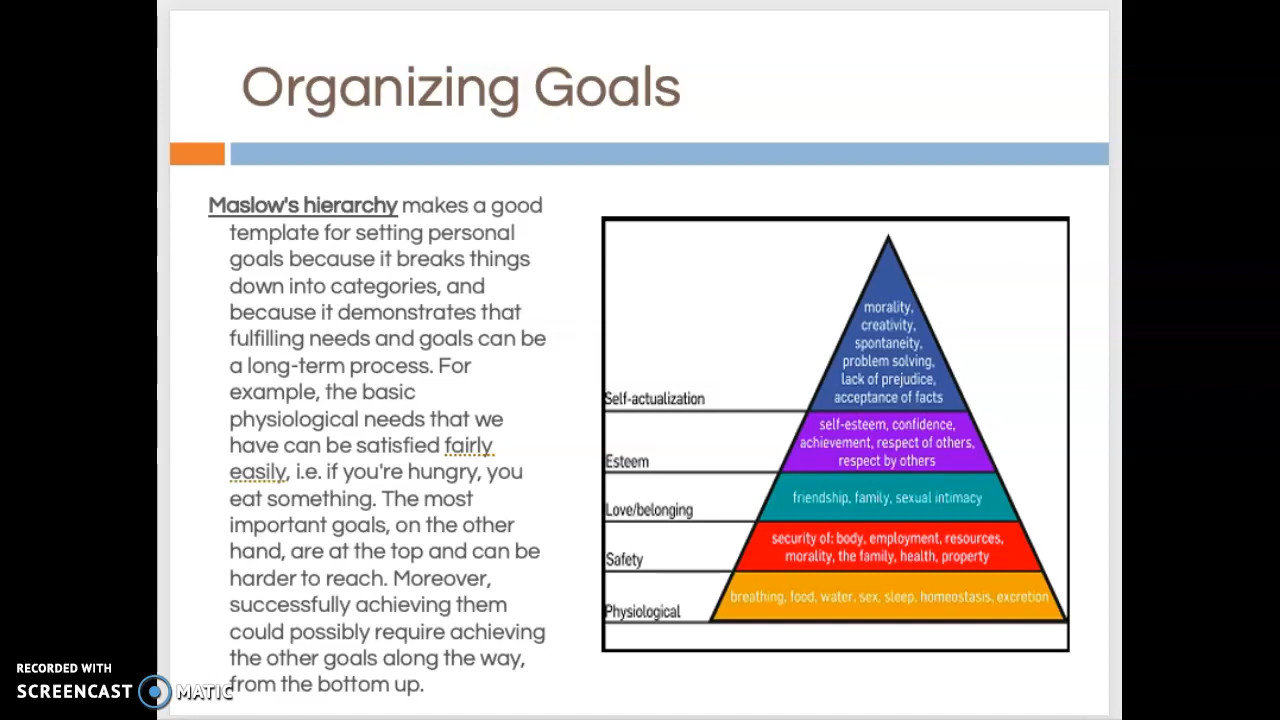 Organizing Goals
Maslow's hierarchy makes a good
template for setting personal
goals because it breaks things
down into categories, and
because it demonstrates that
fulfilling needs and goals can be
a long-term process. For
example, the basic
physiological needs that we
have can be satisfied fairly
easily, i.e. if you're hungry, you
eat something. The most
important goals, on the other
hand, are at the top and can be
harder to reach. Moreover,
successfully achieving them
could possibly require achieving
the other goals along the way,
from the bottom up.
morality,
creativity,
spontaneity,
problem solving,
lack of prejudice,
acceptance of facts
Self-actualization
self-esteem, confidence,
achievement, respect of others,
respect by others
Esteem
friendship, family, sexual intimacy
Love/belonging
security of: body, employment, resources,
morality, the family, health, property
Safety
breathing, food, water, sex, sleep, homeostasis, excretion
Physiological
RECORDED WITH
SCREENCAST MATIC